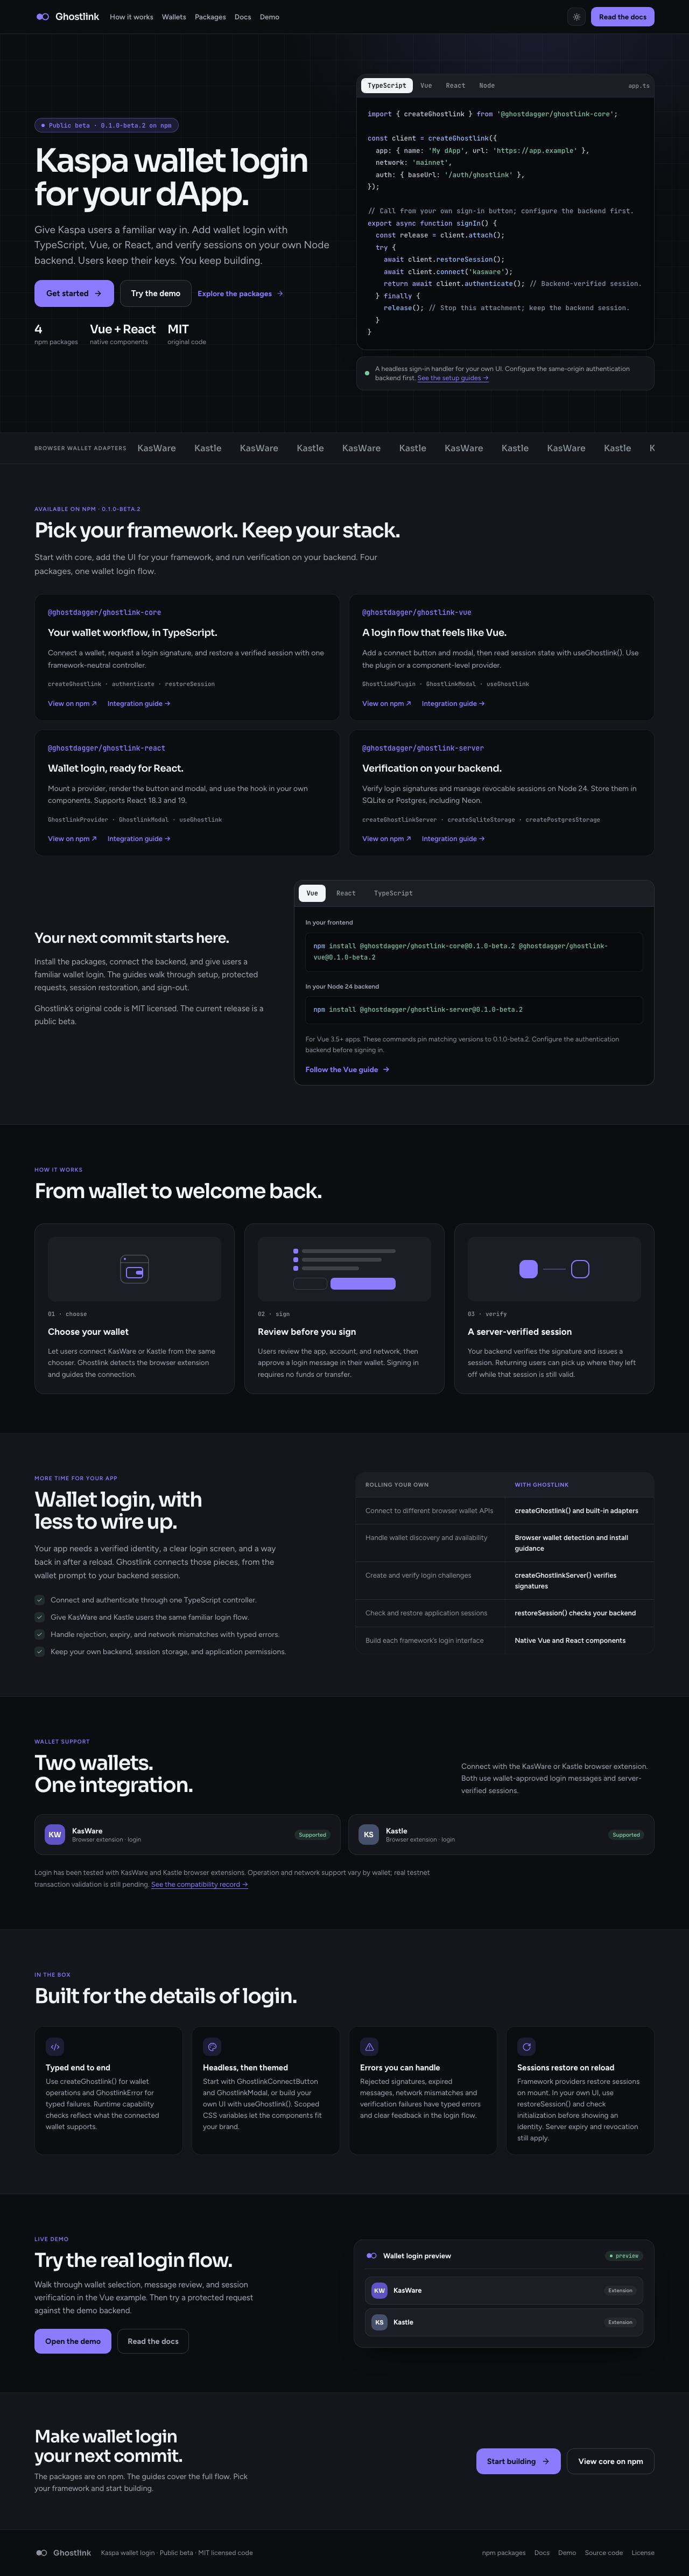 Ghostlink How it works Wallets Packages Docs Demo Read the docs
Public beta · 0.1.0-beta.2 on npm
Kaspa wallet login
for your dApp.
Give Kaspa users a familiar way in. Add wallet login with
TypeScript, Vue, or React, and verify sessions on your own Node
backend. Users keep their keys. You keep building.
Get started → Try the demo Explore the packages →
4 Vue + React MIT
npm packages native components original code
TypeScript Vue React Node app.ts
import { createGhostlink } from '@ghostdagger/ghostlink-core';
const client = createGhostlink({
app: { name: 'My dApp', url: 'https://app.example' },
network: 'mainnet',
auth: { baseUrl: '/auth/ghostlink' },
});
// Call from your own sign-in button; configure the backend first.
export async function signIn() {
const release = client.attach();
try {
await client.restoreSession();
await client.connect('kasware');
return await client.authenticate(); // Backend-verified session.
} finally {
release(); // Stop this attachment; keep the backend session.
}
}
A headless sign-in handler for your own UI. Configure the same-origin authentication
backend first. See the setup guides →
BROWSER WALLET ADAPTERS KasWare Kastle KasWare Kastle KasWare Kastle KasWare Kastle KasWare Kastle K
AVAILABLE ON NPM · 0.1.0-BETA.2
Pick your framework. Keep your stack.
Start with core, add the UI for your framework, and run verification on your backend. Four
packages, one wallet login flow.
@ghostdagger/ghostlink-core
Your wallet workflow, in TypeScript.
Connect a wallet, request a login signature, and restore a verified session with one
framework-neutral controller.
createGhostlink · authenticate · restoreSession
View on npm ↗ Integration guide →
@ghostdagger/ghostlink-vue
A login flow that feels like Vue.
Add a connect button and modal, then read session state with useGhostlink(). Use
the plugin or a component-level provider.
GhostlinkPlugin · GhostlinkModal · useGhostlink
View on npm ↗ Integration guide →
@ghostdagger/ghostlink-react
Wallet login, ready for React.
Mount a provider, render the button and modal, and use the hook in your own
components. Supports React 18.3 and 19.
GhostlinkProvider · GhostlinkModal · useGhostlink
View on npm ↗ Integration guide →
@ghostdagger/ghostlink-server
Verification on your backend.
Verify login signatures and manage revocable sessions on Node 24. Store them in
SQLite or Postgres, including Neon.
createGhostlinkServer · createSqliteStorage · createPostgresStorage
View on npm ↗ Integration guide →
Your next commit starts here.
Install the packages, connect the backend, and give users a
familiar wallet login. The guides walk through setup, protected
requests, session restoration, and sign-out.
Ghostlink's original code is MIT licensed. The current release is a
public beta.
Vue React TypeScript
In your frontend
npm install @ghostdagger/ghostlink-core@0.1.0-beta.2 @ghostdagger/ghostlink-
vue@0.1.0-beta.2
In your Node 24 backend
npm install @ghostdagger/ghostlink-server@0.1.0-beta.2
For Vue 3.5+ apps. These commands pin matching versions to 0.1.0-beta.2. Configure the authentication
backend before signing in.
Follow the Vue guide →
HOW IT WORKS
From wallet to welcome back.
01 · choose
Choose your wallet
Let users connect KasWare or Kastle from the same
chooser. Ghostlink detects the browser extension
and guides the connection.
02 · sign
Review before you sign
Users review the app, account, and network, then
approve a login message in their wallet. Signing in
requires no funds or transfer.
03 · verify
A server-verified session
Your backend verifies the signature and issues a
session. Returning users can pick up where they left
off while that session is still valid.
MORE TIME FOR YOUR APP
Wallet login, with
less to wire up.
Your app needs a verified identity, a clear login screen, and a way
back in after a reload. Ghostlink connects those pieces, from the
wallet prompt to your backend session.
Connect and authenticate through one TypeScript controller.
Give KasWare and Kastle users the same familiar login flow.
Handle rejection, expiry, and network mismatches with typed errors.
Keep your own backend, session storage, and application permissions.
ROLLING YOUR OWN WITH GHOSTLINK
Connect to different browser wallet APIs createGhostlink() and built-in adapters
Handle wallet discovery and availability Browser wallet detection and install
guidance
Create and verify login challenges createGhostlinkServer() verifies
signatures
Check and restore application sessions restoreSession() checks your backend
Build each framework's login interface Native Vue and React components
WALLET SUPPORT
Two wallets.
One integration.
Connect with the KasWare or Kastle browser extension.
Both use wallet-approved login messages and server-
verified sessions.
KW KasWare Supported
Browser extension · login
KS Kastle Supported
Browser extension · login
Login has been tested with KasWare and Kastle browser extensions. Operation and network support vary by wallet; real testnet
transaction validation is still pending. See the compatibility record →
IN THE BOX
Built for the details of login.
Typed end to end
Use createGhostlink() for wallet
operations and GhostlinkError for
typed failures. Runtime capability
checks reflect what the connected
wallet supports.
Headless, then themed
Start with GhostlinkConnectButton
and GhostlinkModal, or build your
own UI with useGhostlink(). Scoped
CSS variables let the components fit
your brand.
Errors you can handle
Rejected signatures, expired
messages, network mismatches and
verification failures have typed errors
and clear feedback in the login flow.
Sessions restore on reload
Framework providers restore sessions
on mount. In your own UI, use
restoreSession() and check
initialization before showing an
identity. Server expiry and revocation
still apply.
LIVE DEMO
Try the real login flow.
Walk through wallet selection, message review, and session
verification in the Vue example. Then try a protected request
against the demo backend.
Open the demo Read the docs
Wallet login preview preview
KW KasWare Extension
KS Kastle Extension
Make wallet login
your next commit.
The packages are on npm. The guides cover the full flow. Pick
your framework and start building.
Start building → View core on npm
Ghostlink Kaspa wallet login · Public beta · MIT licensed code npm packages Docs Demo Source code License